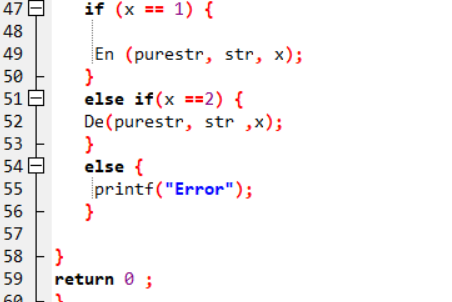 47 if (x == 1) {
48
49 En (purestr, str, x);
50 }
51 else if(x ==2) {
52 De(purestr, str ,x);
53 }
54 else {
55 printf("Error");
56 }
57
58 }
59 return 0 ;
60 }